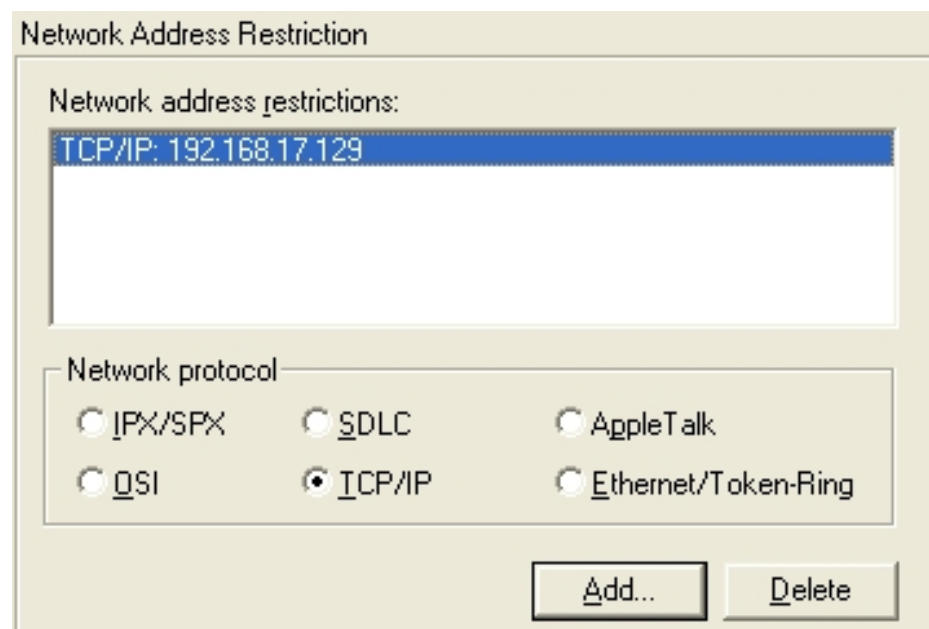 Network Address Restriction
Network address restrictions:
TCP/IP: 192.168.17.129
Network protocol
IPX/SPX SDLC AppleTalk
OSI TCP/IP Ethernet/Token-Ring
Add... Delete